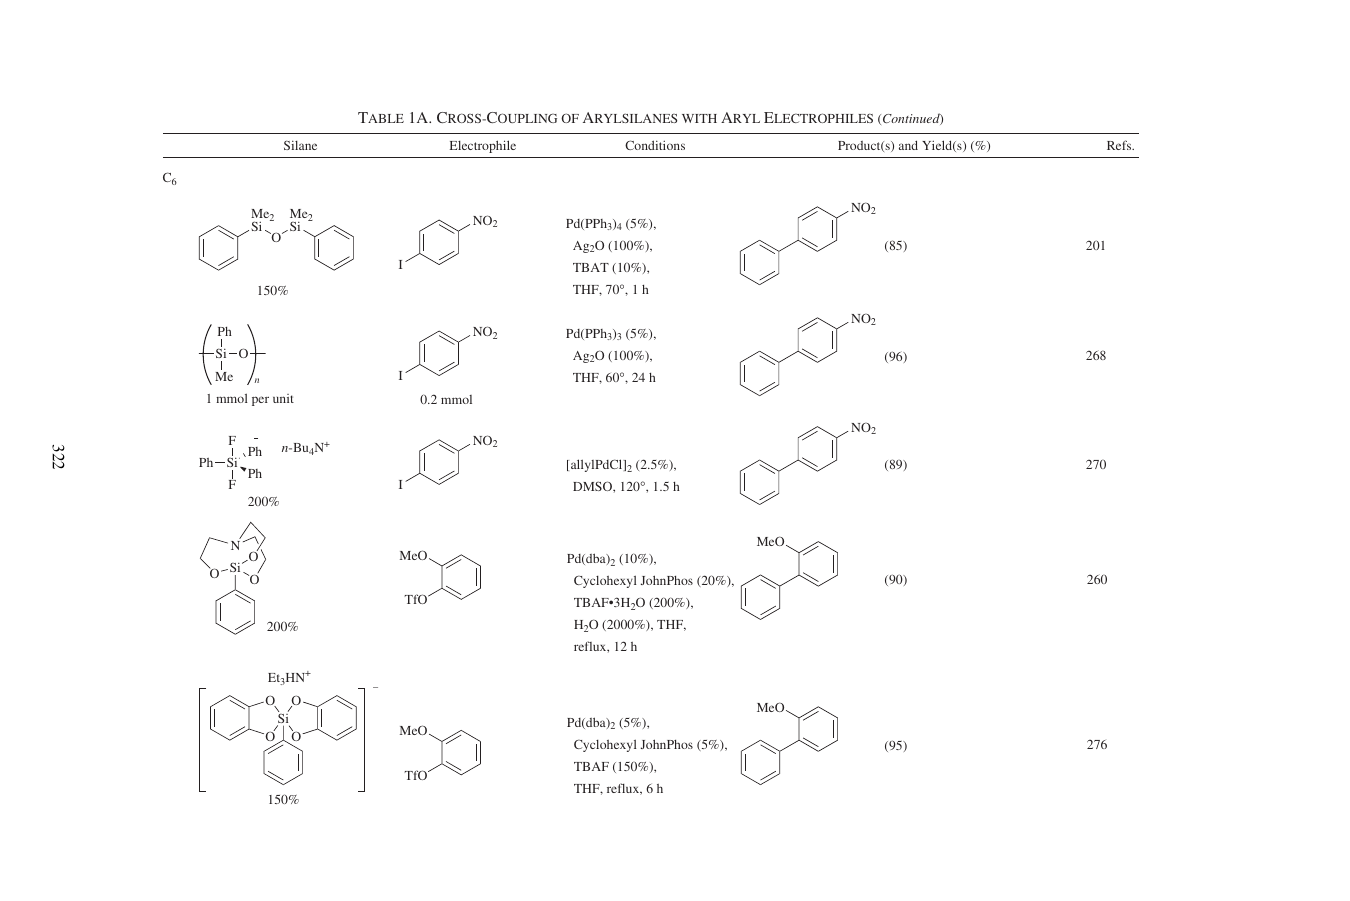 TABLE 1A. CROSS-COUPLING OF ARYLSILANES WITH ARYL ELECTROPHILES (Continued)
Silane Electrophile Conditions Product(s) and Yield(s) (%) Refs.
C6
Me2 Me2
Si Si
O
150%
NO2
I
Pd(PPh3)4 (5%),
Ag2O (100%),
TBAT (10%),
THF, 70°, 1 h
NO2
(85)
201
Ph
Si O
Me
n
1 mmol per unit
NO2
I
0.2 mmol
Pd(PPh3)3 (5%),
Ag2O (100%),
THF, 60°, 24 h
NO2
(96)
268
F -
Ph
Ph Si
Ph
F
n-Bu4N+
200%
NO2
I
[allylPdCl]2 (2.5%),
DMSO, 120°, 1.5 h
NO2
(89)
270
N
O
Si
O O
200%
MeO
TfO
Pd(dba)2 (10%),
Cyclohexyl JohnPhos (20%),
TBAF•3H2O (200%),
H2O (2000%), THF,
reflux, 12 h
MeO
(90)
260
Et3HN+
–
O O
Si
O O
150%
MeO
TfO
Pd(dba)2 (5%),
Cyclohexyl JohnPhos (5%),
TBAF (150%),
THF, reflux, 6 h
MeO
(95)
276
322